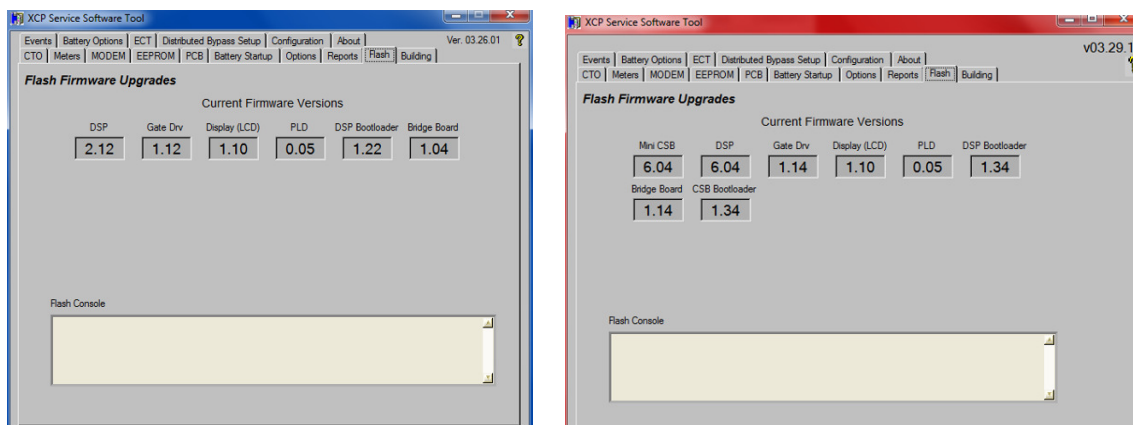 XCP Service Software Tool
Events Battery Options ECT Distributed Bypass Setup Configuration About Ver. 03.26.01 ?
CTO Meters MODEM EEPROM PCB Battery Startup Options Reports Flash Building
Flash Firmware Upgrades
Current Firmware Versions
DSP Gate Drv Display (LCD) PLD DSP Bootloader Bridge Board
2.12 1.12 1.10 0.05 1.22 1.04
Flash Console
XCP Service Software Tool
v03.29.1
Events Battery Options ECT Distributed Bypass Setup Configuration About
CTO Meters MODEM EEPROM PCB Battery Startup Options Reports Flash Building
Flash Firmware Upgrades
Current Firmware Versions
Mini CSB DSP Gate Drv Display (LCD) PLD DSP Bootloader
6.04 6.04 1.14 1.10 0.05 1.34
Bridge Board CSB Bootloader
1.14 1.34
Flash Console